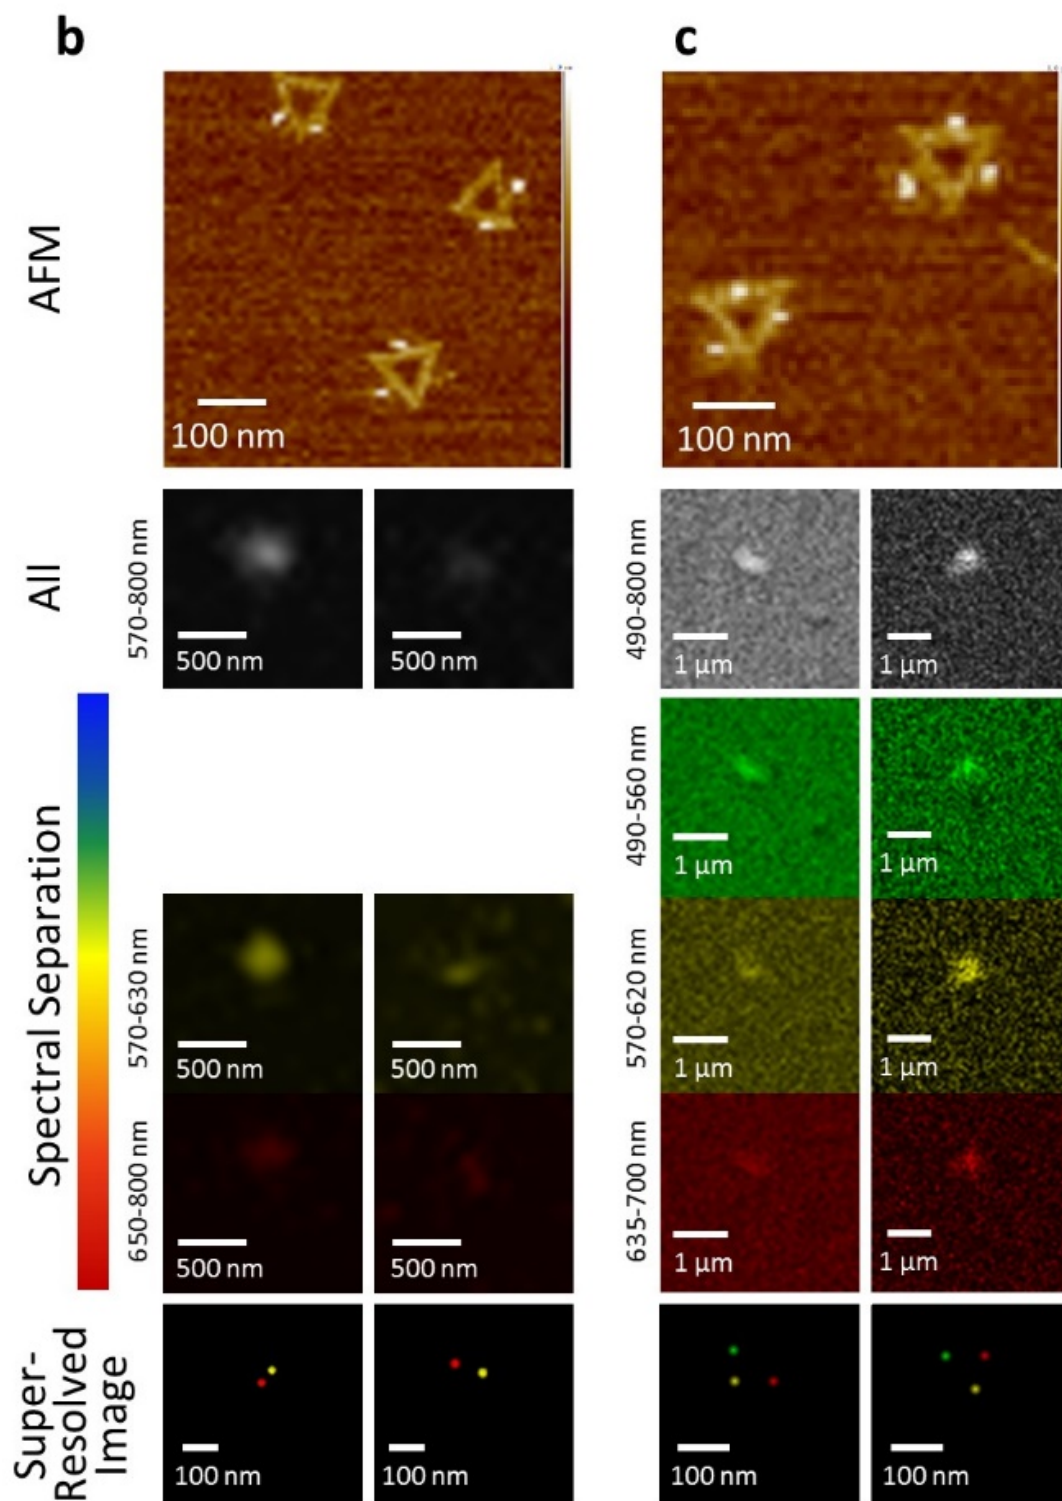 b
c
AFM
100 nm
100 nm
All
570-800 nm
500 nm
500 nm
490-800 nm
1 µm
1 µm
Spectral Separation
490-560 nm
1 µm
1 µm
570-630 nm
500 nm
500 nm
570-620 nm
1 µm
1 µm
650-800 nm
500 nm
500 nm
635-700 nm
1 µm
1 µm
Super-
Resolved
Image
100 nm
100 nm
100 nm
100 nm